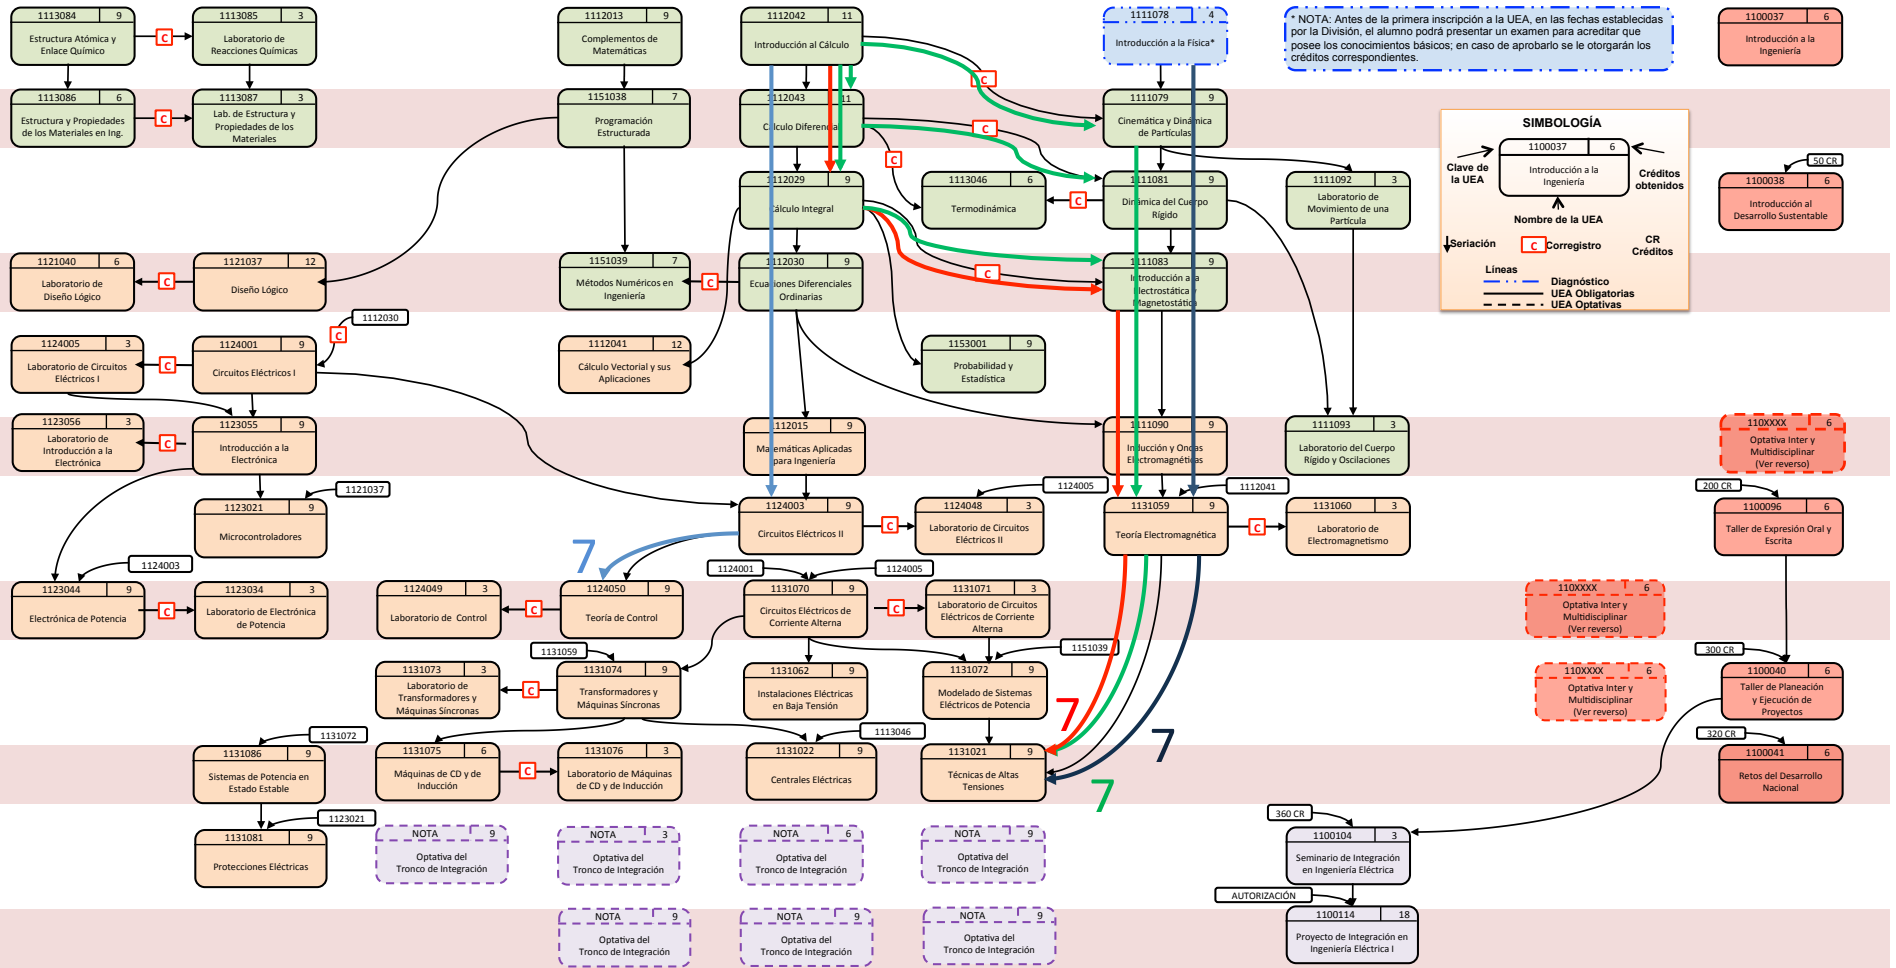 1113084 9
Estructura Atómica y
Enlace Químico
C
1113085 3
Laboratorio de
Reacciones Químicas
1112013 9
Complementos de
Matemáticas
1112042 11
Introducción al Cálculo
C
1111078 4
Introducción a la Física*
* NOTA: Antes de la primera inscripción a la UEA, en las fechas establecidas
por la División, el alumno podrá presentar un examen para acreditar que
posee los conocimientos básicos; en caso de aprobarlo se le otorgarán los
créditos correspondientes.
1100037 6
Introducción a la
Ingeniería
1113086 6
Estructura y Propiedades
de los Materiales en Ing.
C
1113087 3
Lab. de Estructura y
Propiedades de los
Materiales
1151038 7
Programación
Estructurada
1112043 11
Cálculo Diferencial
C
C
1111079 9
Cinemática y Dinámica
de Partículas
SIMBOLOGÍA
1100037 6
Introducción a la
Ingeniería
Clave de
la UEA
Créditos
obtenidos
Nombre de la UEA
Seriación
C Corregistro
CR
Créditos
Líneas
Diagnóstico
UEA Obligatorias
UEA Optativas
1112029 9
Cálculo Integral
1113046 6
Termodinámica
C
1111081 9
Dinámica del Cuerpo
Rígido
1111092 3
Laboratorio de
Movimiento de una
Partícula
50 CR
1100038 6
Introducción al
Desarrollo Sustentable
1121040 6
Laboratorio de
Diseño Lógico
C
1121037 12
Diseño Lógico
1151039 7
Métodos Numéricos en
Ingeniería
C
1112030 9
Ecuaciones Diferenciales
Ordinarias
C
1111083 9
Introducción a la
Electrostática y
Magnetostática
1112030
C
1124005 3
Laboratorio de Circuitos
Eléctricos I
C
1124001 9
Circuitos Eléctricos I
1112041 12
Cálculo Vectorial y sus
Aplicaciones
1153001 9
Probabilidad y
Estadística
1123056 3
Laboratorio de
Introducción a la
Electrónica
C
1123055 9
Introducción a la
Electrónica
1112015 9
Matemáticas Aplicadas
para Ingeniería
1111090 9
Inducción y Ondas
Electromagnéticas
1111093 3
Laboratorio del Cuerpo
Rígido y Oscilaciones
110XXXX 6
Optativa Inter y
Multidisciplinar
(Ver reverso)
1121037
1123021 9
Microcontroladores
1124003 9
Circuitos Eléctricos II
C
1124005
1124048 3
Laboratorio de Circuitos
Eléctricos II
1112041
1131059 9
Teoría Electromagnética
C
1131060 3
Laboratorio de
Electromagnetismo
200 CR
1100096 6
Taller de Expresión Oral y
Escrita
7
1124003
1123044 9
Electrónica de Potencia
C
1123034 3
Laboratorio de Electrónica
de Potencia
1124049 3
Laboratorio de Control
C
1124050 9
Teoría de Control
1124001
1124005
1131070 9
Circuitos Eléctricos de
Corriente Alterna
C
1131071 3
Laboratorio de Circuitos
Eléctricos de Corriente
Alterna
110XXXX 6
Optativa Inter y
Multidisciplinar
(Ver reverso)
1131059
1131073 3
Laboratorio de
Transformadores y
Máquinas Síncronas
C
1131074 9
Transformadores y
Máquinas Síncronas
1131062 9
Instalaciones Eléctricas
en Baja Tensión
1151039
1131072 9
Modelado de Sistemas
Eléctricos de Potencia
110XXXX 6
Optativa Inter y
Multidisciplinar
(Ver reverso)
300 CR
1100040 6
Taller de Planeación
y Ejecución de
Proyectos
7
7
7
1131072
1131086 9
Sistemas de Potencia en
Estado Estable
1131075 6
Máquinas de CD y de
Inducción
C
1131076 3
Laboratorio de Máquinas
de CD y de Inducción
1113046
1131022 9
Centrales Eléctricas
1131021 9
Técnicas de Altas
Tensiones
320 CR
1100041 6
Retos del Desarrollo
Nacional
1123021
1131081 9
Protecciones Eléctricas
NOTA 9
Optativa del
Tronco de Integración
NOTA 3
Optativa del
Tronco de Integración
NOTA 6
Optativa del
Tronco de Integración
NOTA 9
Optativa del
Tronco de Integración
360 CR
1100104 3
Seminario de Integración
en Ingeniería Eléctrica
AUTORIZACIÓN
NOTA 9
Optativa del
Tronco de Integración
NOTA 9
Optativa del
Tronco de Integración
NOTA 9
Optativa del
Tronco de Integración
1100114 18
Proyecto de Integración en
Ingeniería Eléctrica I